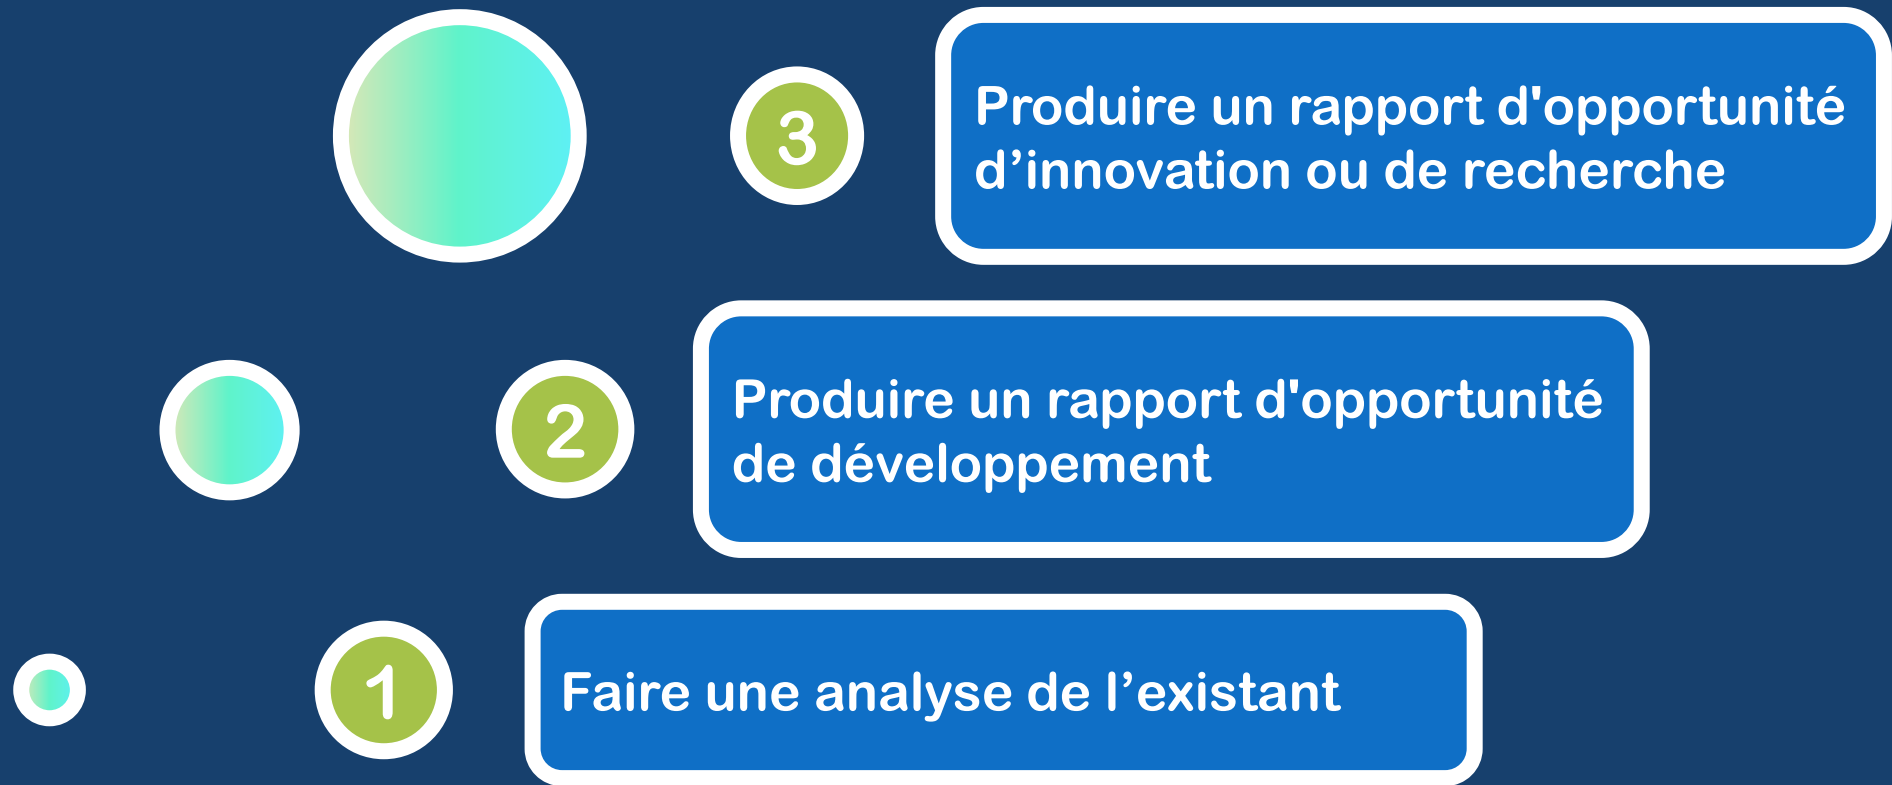 3
Produire un rapport d'opportunité
d’innovation ou de recherche
2
Produire un rapport d'opportunité
de développement
1
Faire une analyse de l’existant